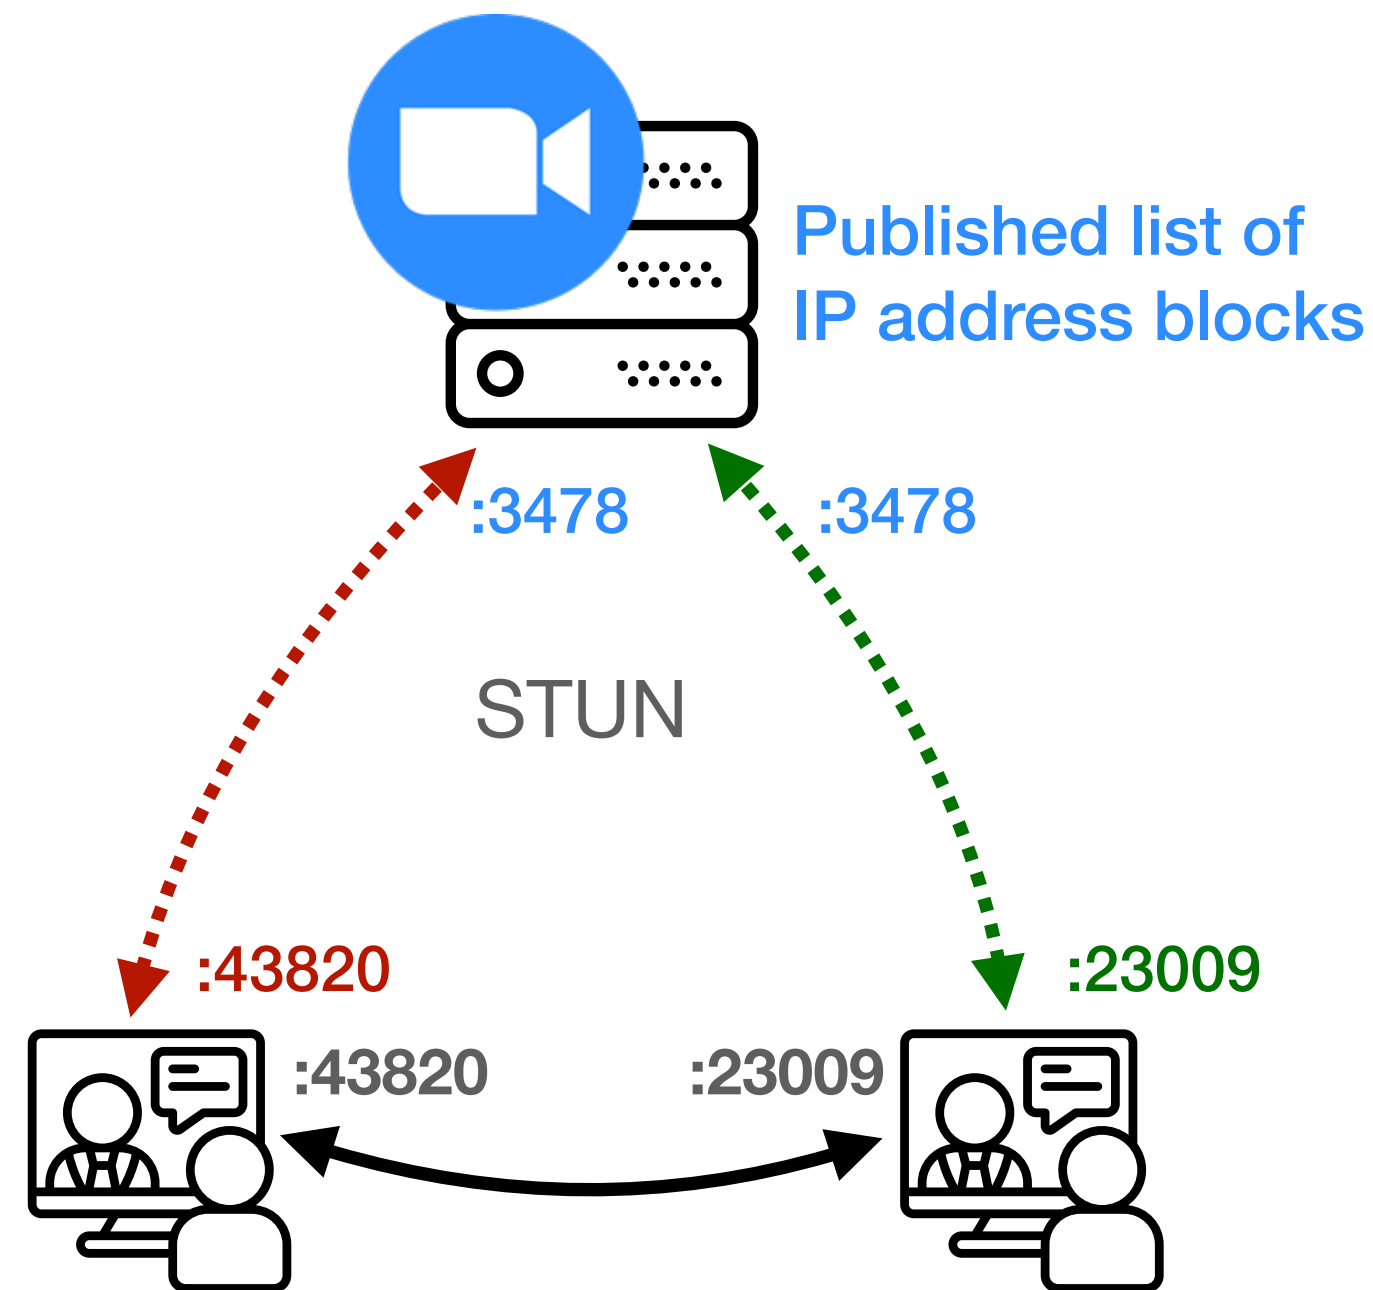 Published list of
IP address blocks
:3478
:3478
STUN
:43820
:23009
:43820
:23009